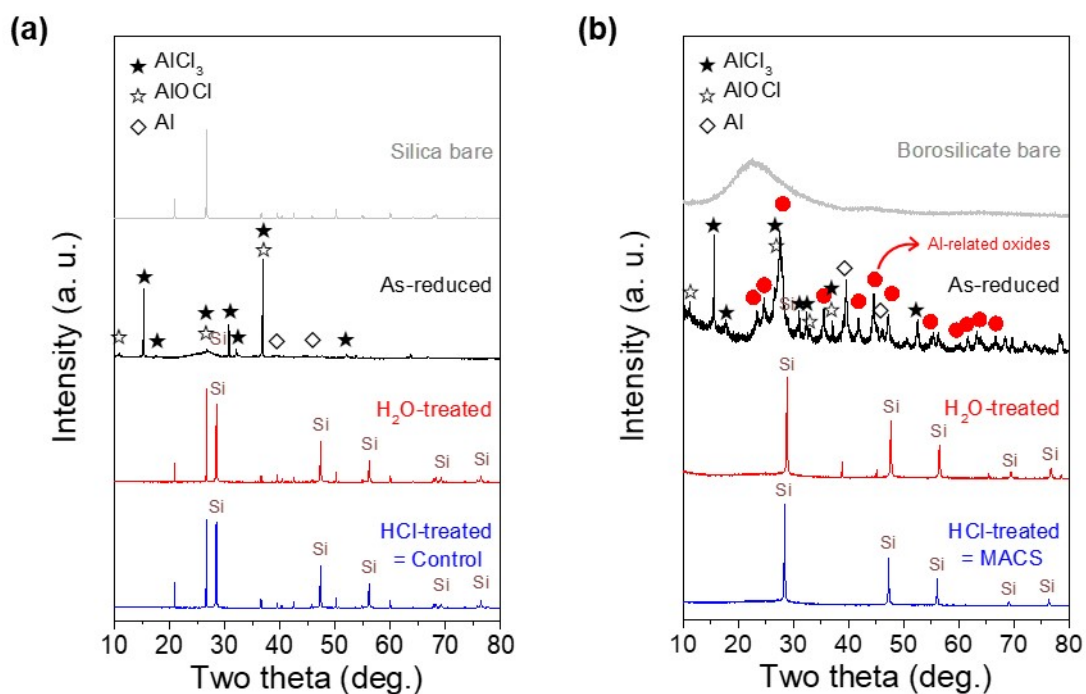 (a)
★ AlCl₃
☆ AlOCl
◇ Al
Silica bare
As-reduced
Si
H₂O-treated
Si
Si
Si
Si
Si
HCl-treated
= Control
Si
Si
Si
Si
Si
Intensity (a. u.)
10 20 30 40 50 60 70 80
Two theta (deg.)
(b)
★ AlCl₃
☆ AlOCl
◇ Al
Borosilicate bare
Al-related oxides
As-reduced
Si
H₂O-treated
Si
Si
Si
Si
Si
HCl-treated
= MACS
Si
Si
Si
Si
Si
Intensity (a. u.)
10 20 30 40 50 60 70 80
Two theta (deg.)